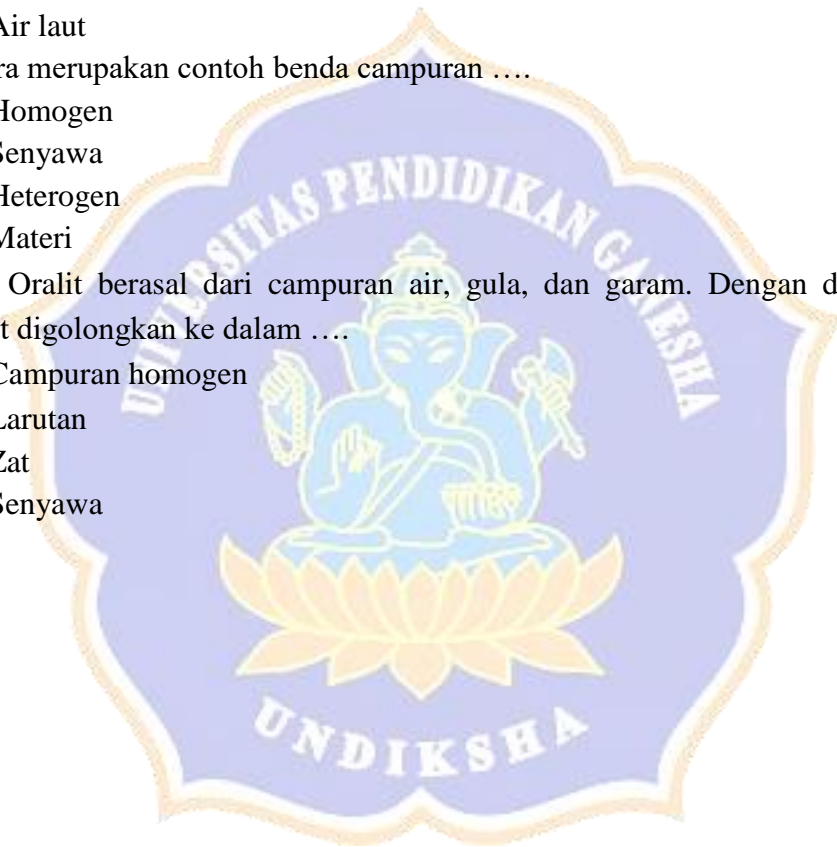 Air laut
ra merupakan contoh benda campuran ….
Homogen
Senyawa
Heterogen
Materi
Oralit berasal dari campuran air, gula, dan garam. Dengan d
t digolongkan ke dalam ….
Campuran homogen
Larutan
Zat
Senyawa
UNIVERSITAS PENDIDIKAN GANESHA
UNDIKSHA